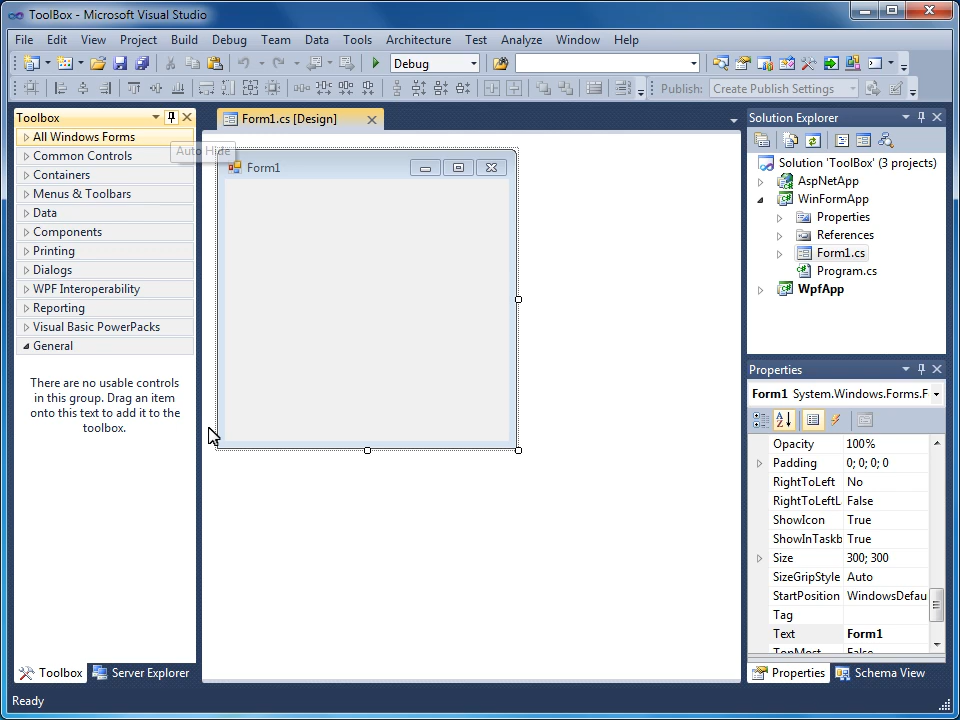 ToolBox - Microsoft Visual Studio
File Edit View Project Build Debug Team Data Tools Architecture Test Analyze Window Help
Debug
Publish: Create Publish Settings
Toolbox
All Windows Forms
Common Controls
Containers
Menus & Toolbars
Data
Components
Printing
Dialogs
WPF Interoperability
Reporting
Visual Basic PowerPacks
General
There are no usable controls
in this group. Drag an item
onto this text to add it to the
toolbox.
Auto Hide
Toolbox Server Explorer
Form1.cs [Design]
Form1
Solution Explorer
Solution 'ToolBox' (3 projects)
AspNetApp
WinFormApp
Properties
References
Form1.cs
Program.cs
WpfApp
Properties
Form1 System.Windows.Forms.F
Opacity 100%
Padding 0; 0; 0; 0
RightToLeft No
RightToLeftL False
ShowIcon True
ShowInTaskb True
Size 300; 300
SizeGripStyle Auto
StartPosition WindowsDefau
Tag
Text Form1
TopMost False
Properties Schema View
Ready